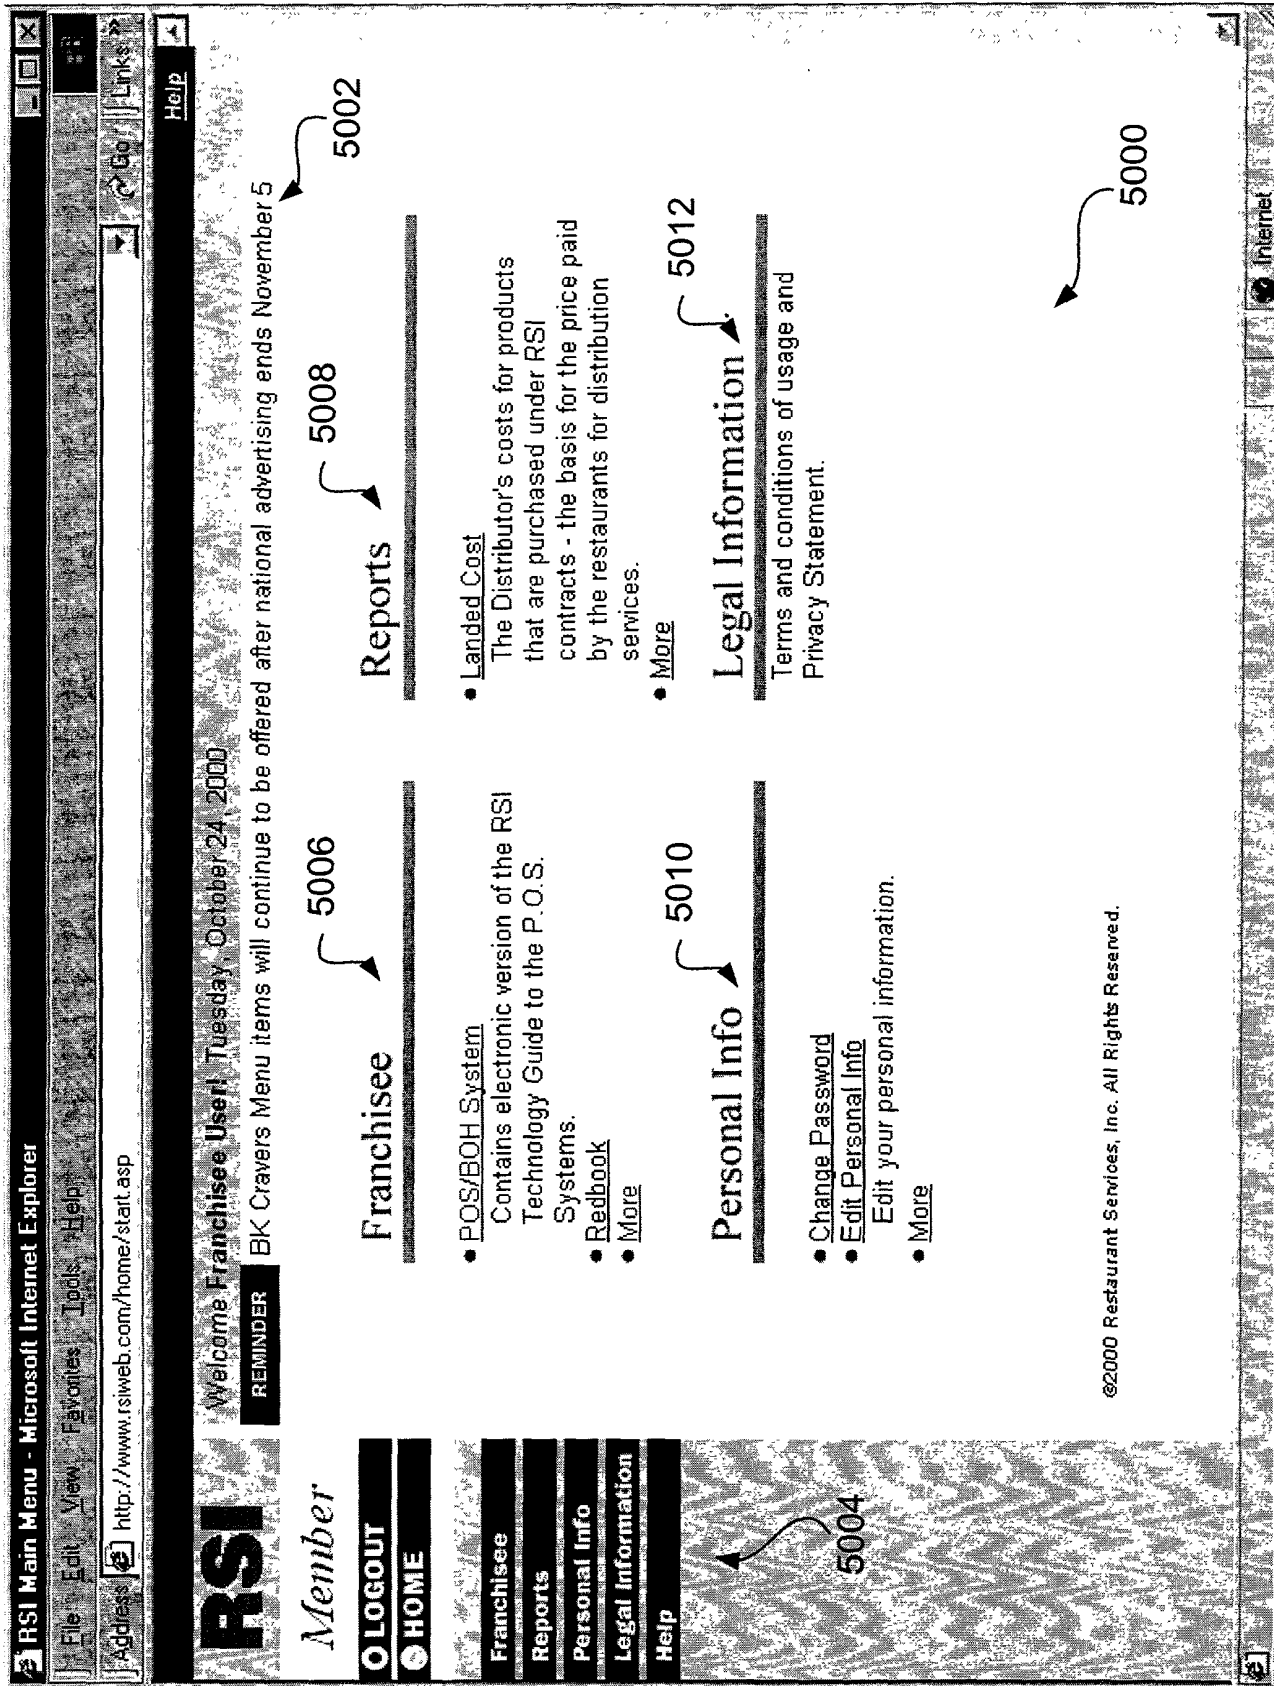 RSI Main Menu - Microsoft Internet Explorer
File Edit View Favorites Tools Help
Address http://www.rsiweb.com/home/start.asp Go Links »
Help
RSI
Welcome Franchisee User! Tuesday, October 24, 2000
REMINDER BK Cravers Menu items will continue to be offered after national advertising ends November 5
5002
Member
LOGOUT
HOME
Franchisee
Reports
Personal Info
Legal Information
Help
5004
5006
Franchisee
• POS/BOH System
Contains electronic version of the RSI
Technology Guide to the P.O.S.
Systems.
• Redbook
• More
5008
Reports
• Landed Cost
The Distributor's costs for products
that are purchased under RSI
contracts - the basis for the price paid
by the restaurants for distribution
services.
• More
5010
Personal Info
• Change Password
• Edit Personal Info
Edit your personal information.
• More
5012
Legal Information
Terms and conditions of usage and
Privacy Statement.
5000
©2000 Restaurant Services, Inc. All Rights Reserved.
Internet